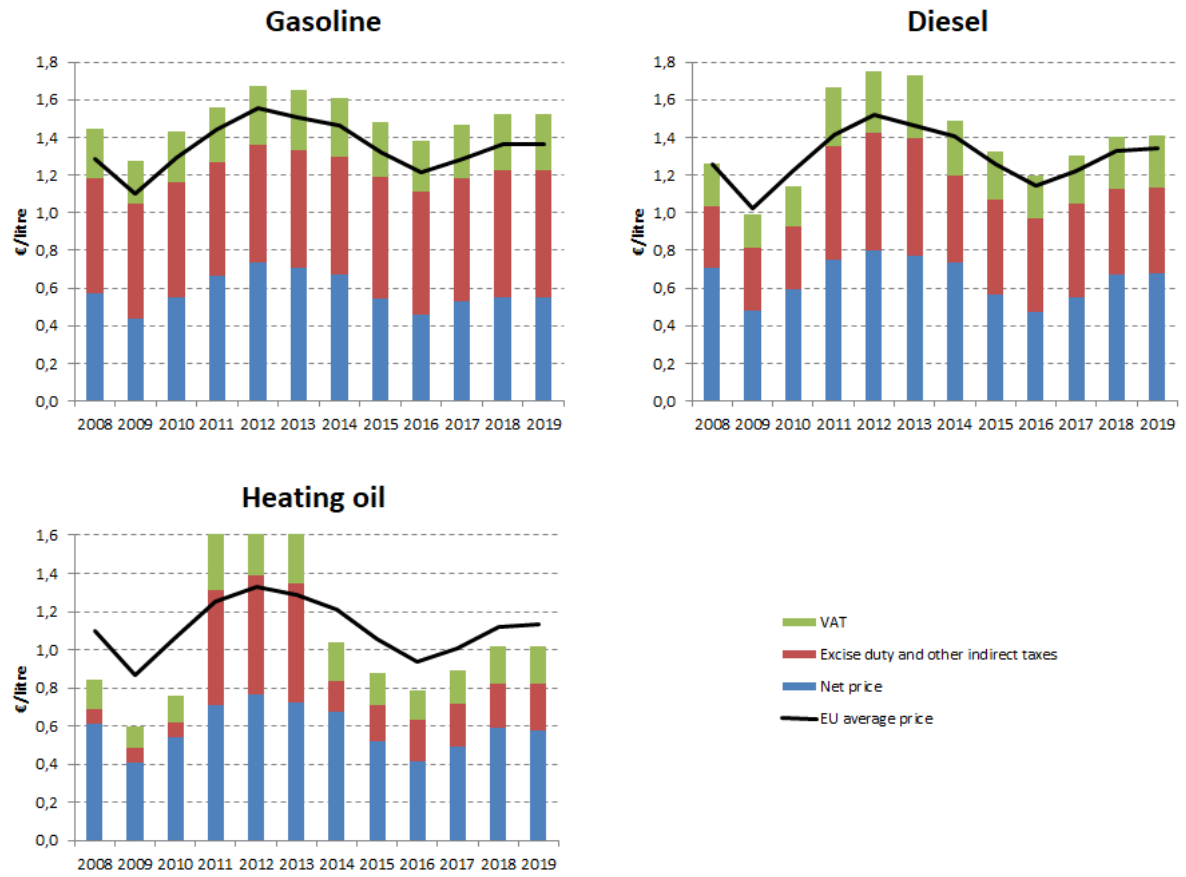 Gasoline
€/litre
1,8
1,6
1,4
1,2
1,0
0,8
0,6
0,4
0,2
0,0
2008 2009 2010 2011 2012 2013 2014 2015 2016 2017 2018 2019
Diesel
€/litre
1,8
1,6
1,4
1,2
1,0
0,8
0,6
0,4
0,2
0,0
2008 2009 2010 2011 2012 2013 2014 2015 2016 2017 2018 2019
Heating oil
€/litre
1,6
1,4
1,2
1,0
0,8
0,6
0,4
0,2
0,0
2008 2009 2010 2011 2012 2013 2014 2015 2016 2017 2018 2019
VAT
Excise duty and other indirect taxes
Net price
EU average price